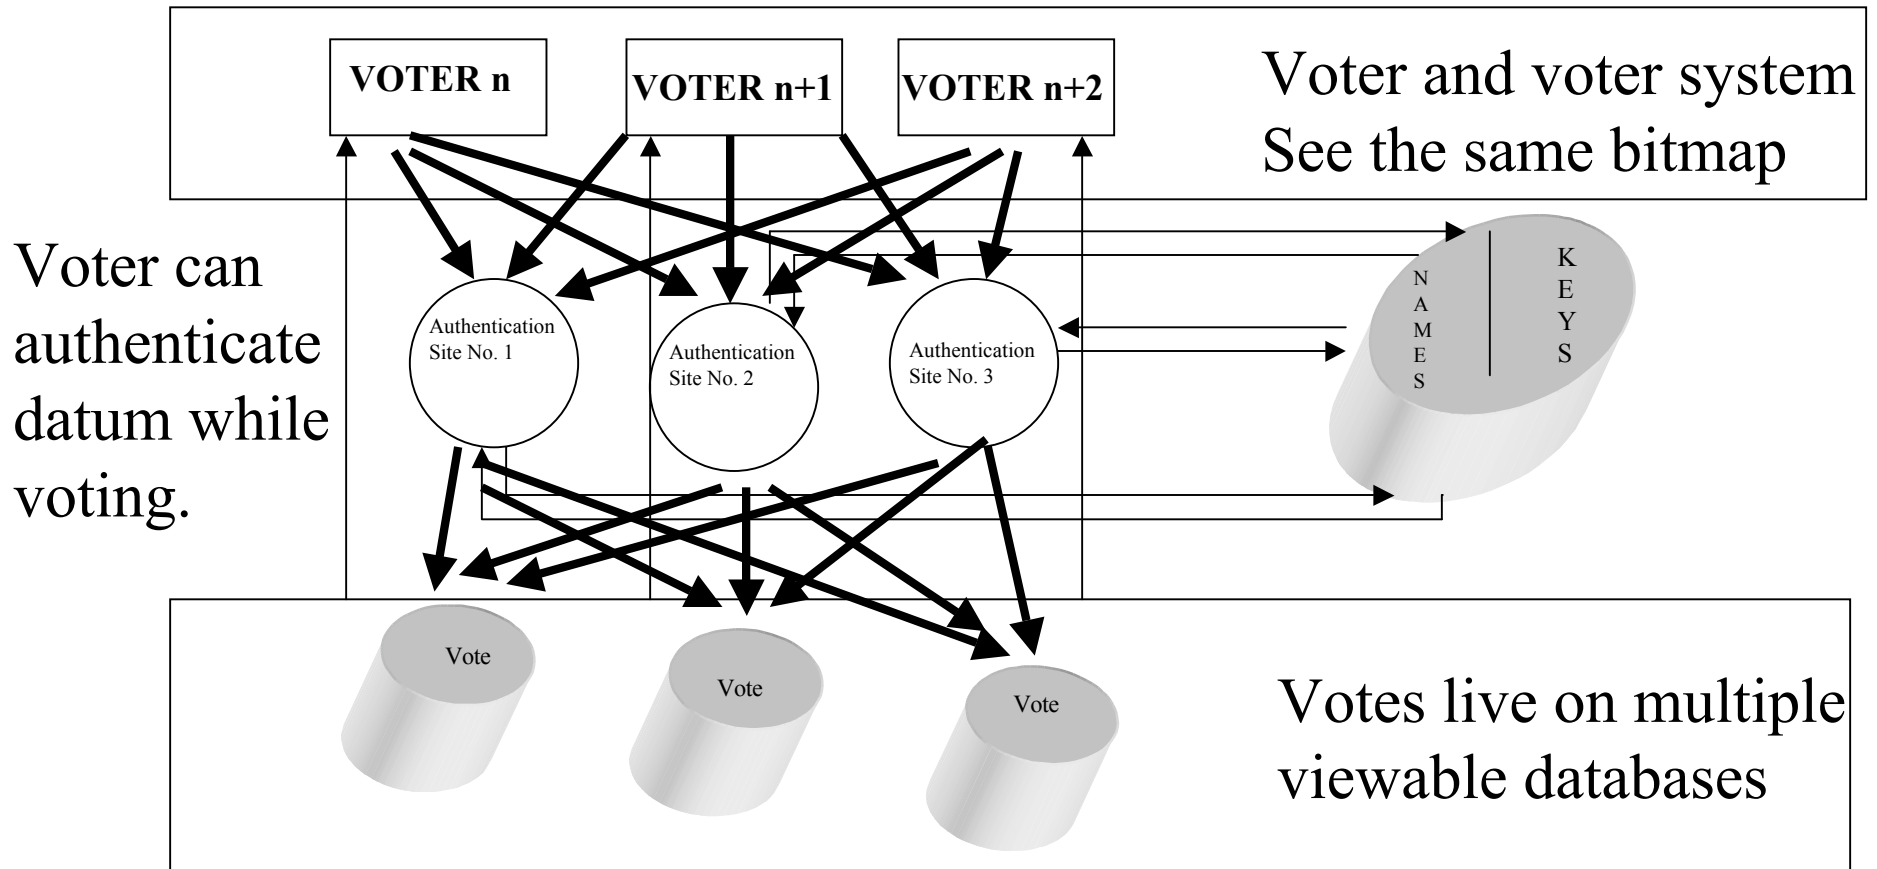 VOTER n
VOTER n+1
VOTER n+2
Voter and voter system
See the same bitmap
Voter can
authenticate
datum while
voting.
Authentication
Site No. 1
Authentication
Site No. 2
Authentication
Site No. 3
NAMES
KEYS
Vote
Vote
Vote
Votes live on multiple
viewable databases